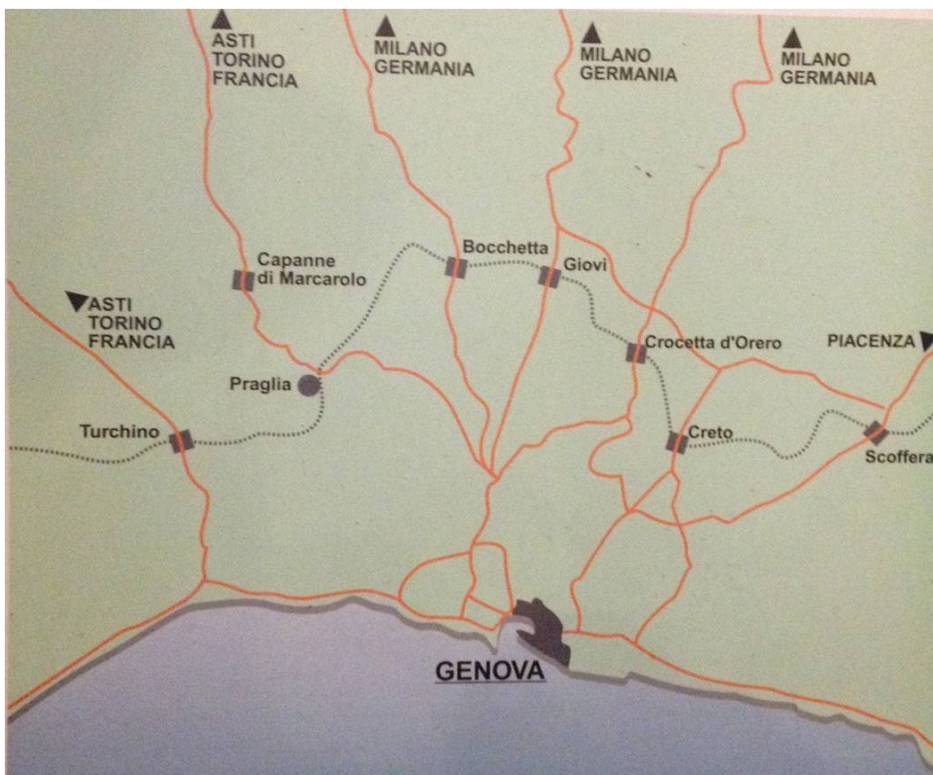 ASTI
TORINO
FRANCIA
MILANO
GERMANIA
MILANO
GERMANIA
MILANO
GERMANIA
Capanne
di Marcarolo
Bocchetta
Giovi
ASTI
TORINO
FRANCIA
Crocetta d'Orero
PIACENZA
Praglia
Turchino
Creto
Scoffera
GENOVA